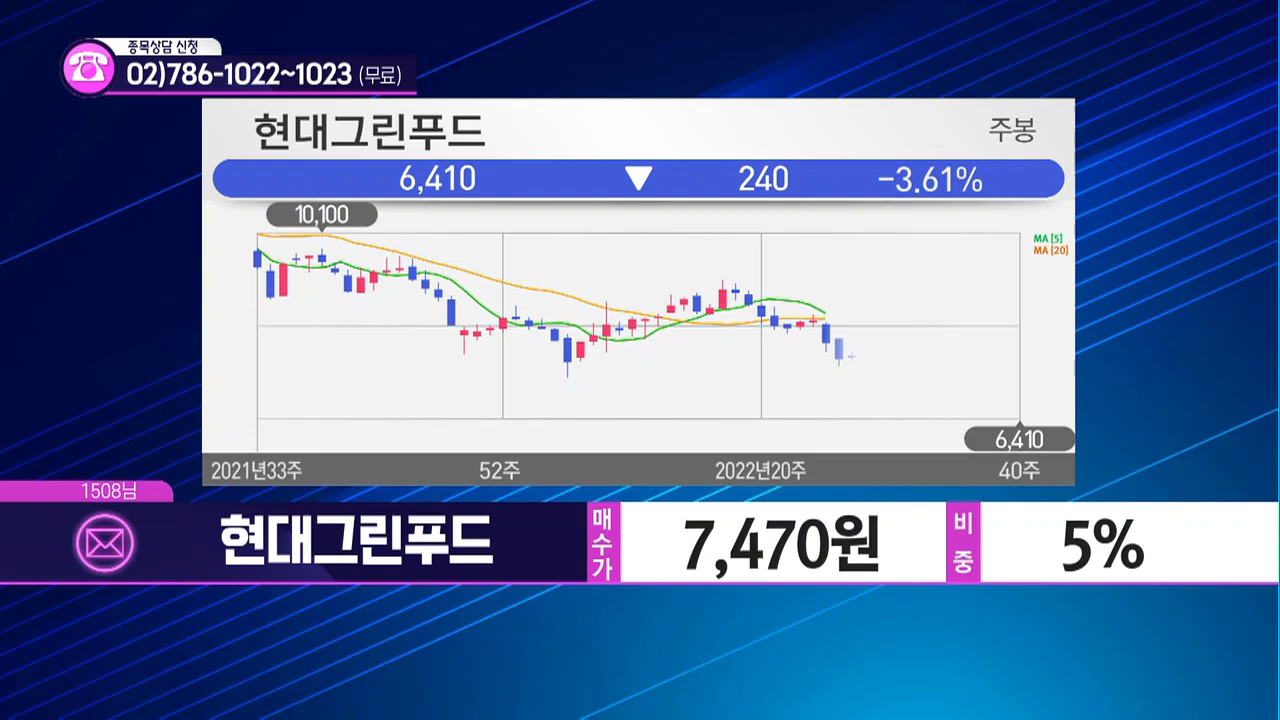 종목상담 신청
02)786-1022~1023 (무료)
현대그린푸드
주봉
6,410 ▼ 240 -3.61%
10,100
MA [5]
MA [20]
6,410
2021년33주 52주 2022년20주 40주
1508님
현대그린푸드 매수가 7,470원 비중 5%